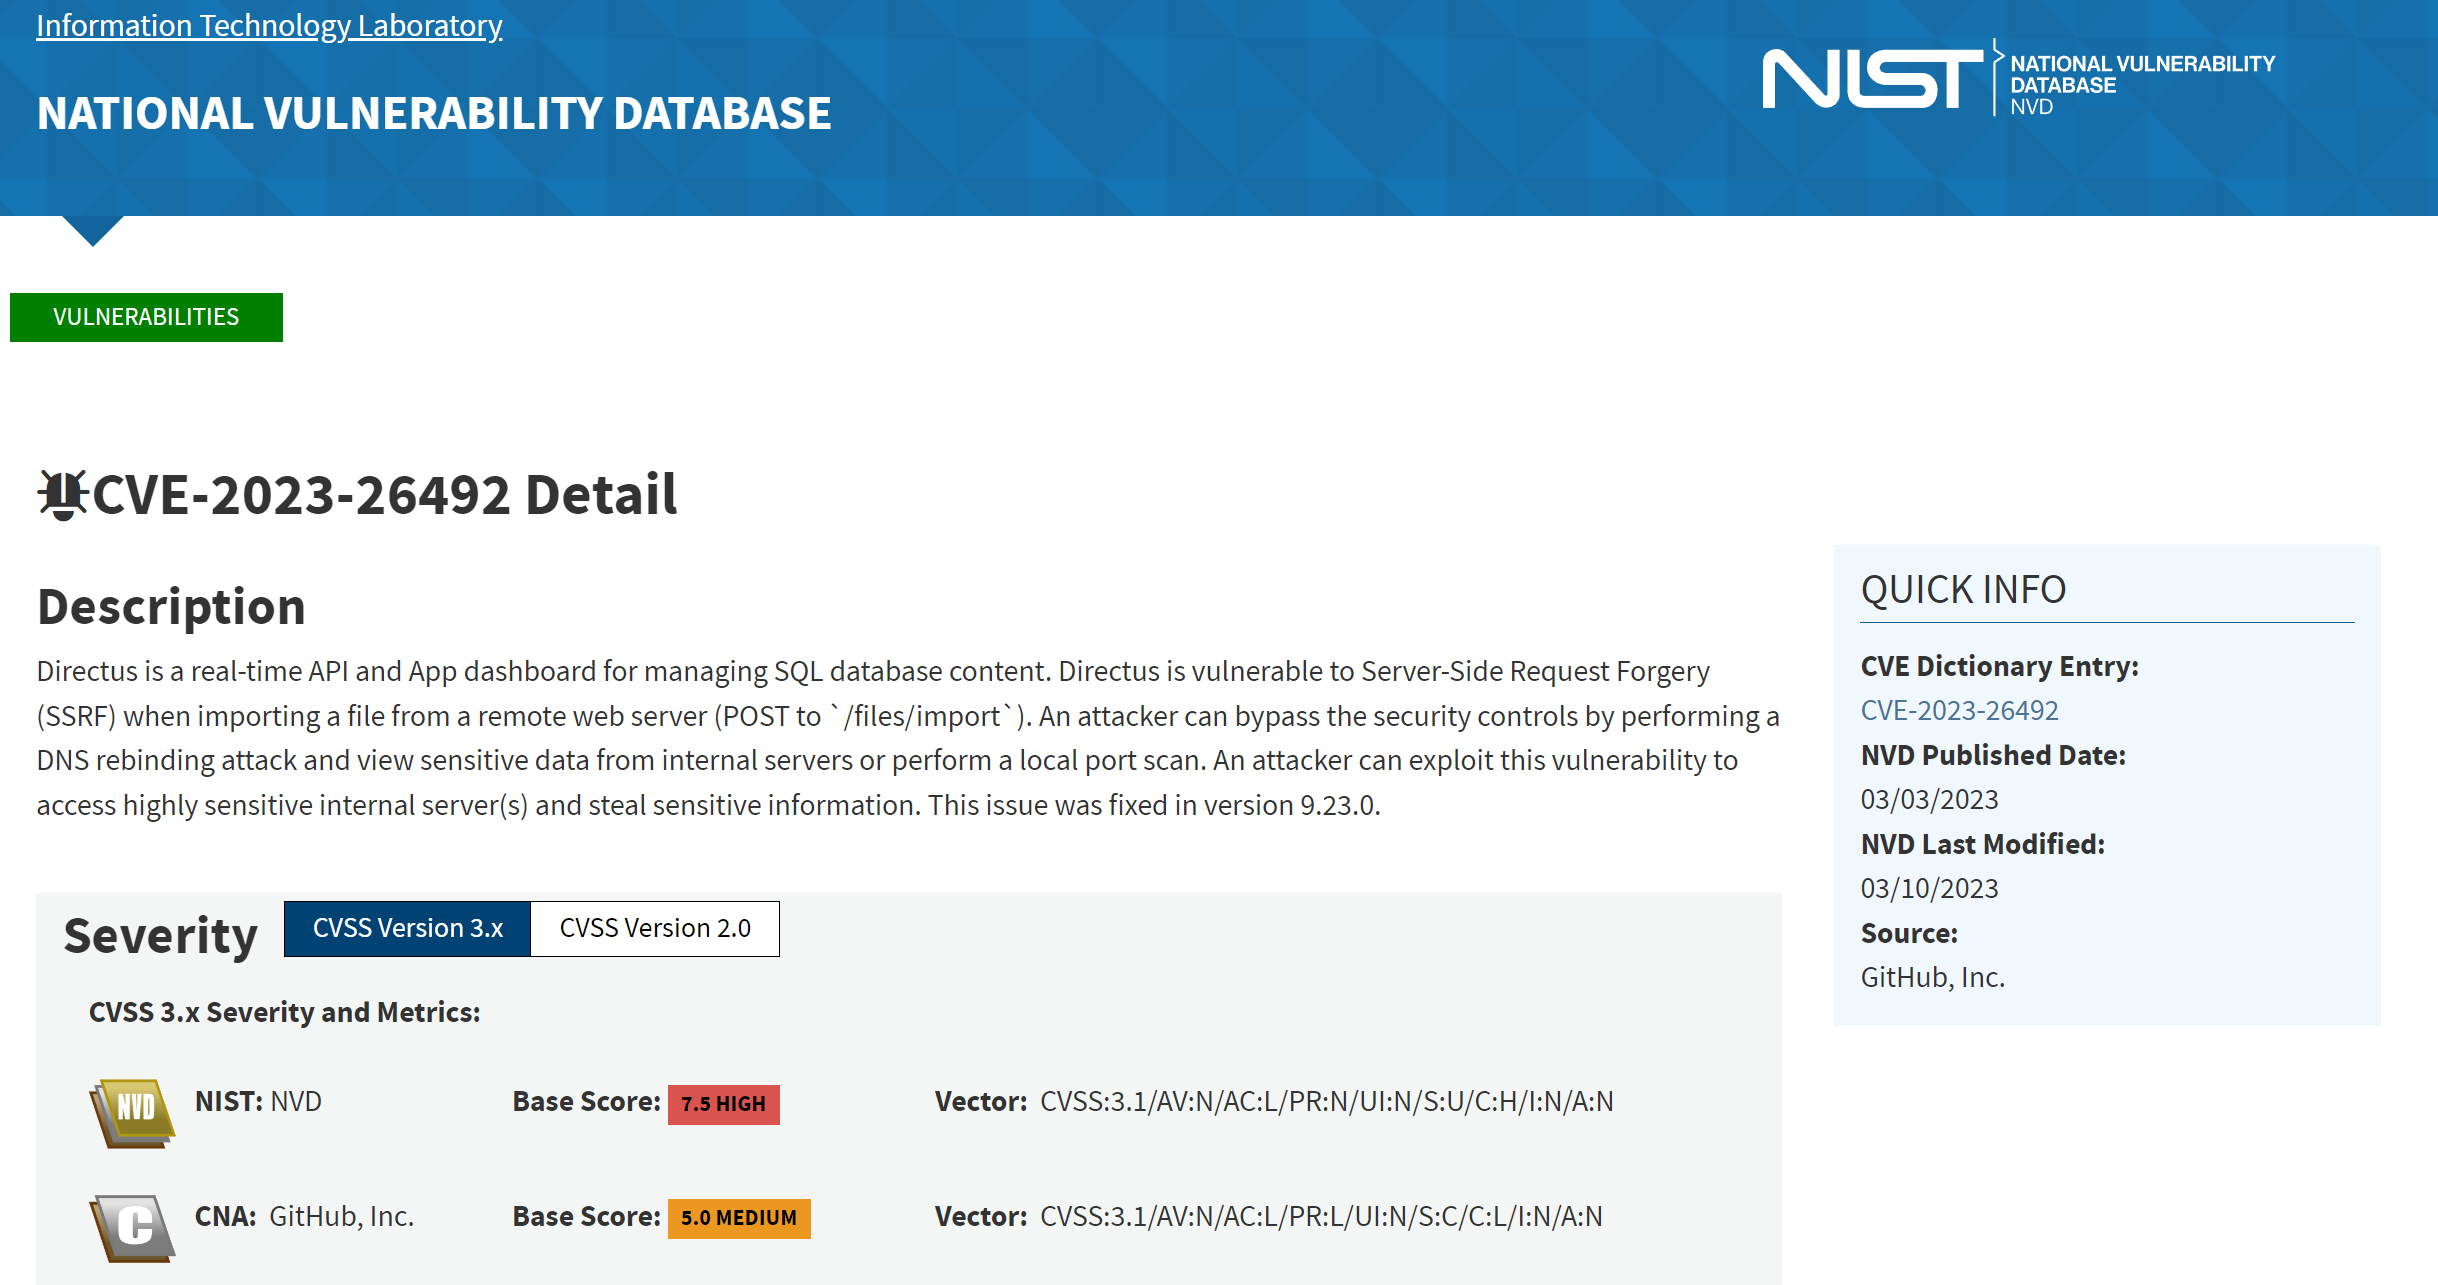 Information Technology Laboratory
NATIONAL VULNERABILITY DATABASE
NIST
NATIONAL VULNERABILITY
DATABASE
NVD
VULNERABILITIES
CVE-2023-26492 Detail
Description
Directus is a real-time API and App dashboard for managing SQL database content. Directus is vulnerable to Server-Side Request Forgery
(SSRF) when importing a file from a remote web server (POST to `/files/import`). An attacker can bypass the security controls by performing a
DNS rebinding attack and view sensitive data from internal servers or perform a local port scan. An attacker can exploit this vulnerability to
access highly sensitive internal server(s) and steal sensitive information. This issue was fixed in version 9.23.0.
Severity CVSS Version 3.x CVSS Version 2.0
CVSS 3.x Severity and Metrics:
NVD NIST: NVD Base Score: 7.5 HIGH Vector: CVSS:3.1/AV:N/AC:L/PR:N/UI:N/S:U/C:H/I:N/A:N
C CNA: GitHub, Inc. Base Score: 5.0 MEDIUM Vector: CVSS:3.1/AV:N/AC:L/PR:L/UI:N/S:C/C:L/I:N/A:N
QUICK INFO
CVE Dictionary Entry:
CVE-2023-26492
NVD Published Date:
03/03/2023
NVD Last Modified:
03/10/2023
Source:
GitHub, Inc.